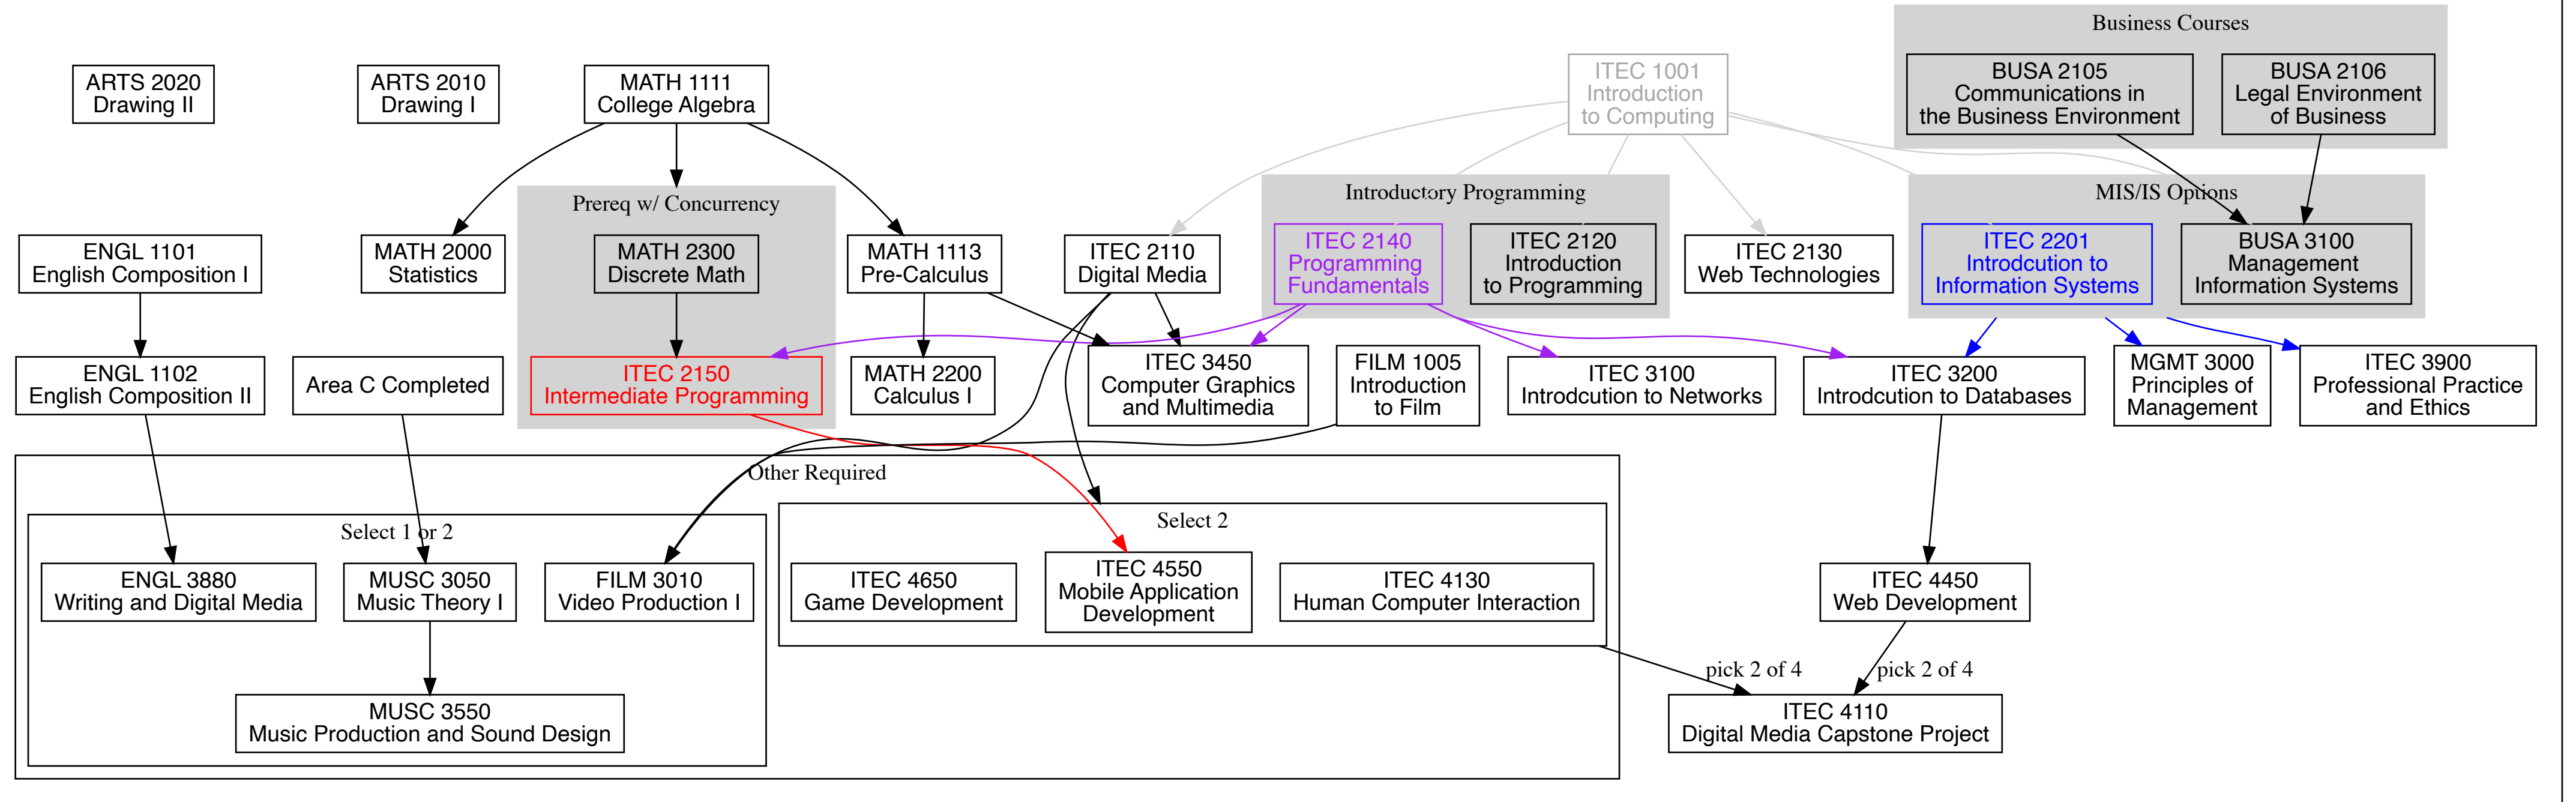 Business Courses
ARTS 2020
Drawing II
ARTS 2010
Drawing I
MATH 1111
College Algebra
ITEC 1001
Introduction
to Computing
BUSA 2105
Communications in
the Business Environment
BUSA 2106
Legal Environment
of Business
Prereq w/ Concurrency
Introductory Programming
MIS/IS Options
ENGL 1101
English Composition I
MATH 2000
Statistics
MATH 2300
Discrete Math
MATH 1113
Pre-Calculus
ITEC 2110
Digital Media
ITEC 2140
Programming
Fundamentals
ITEC 2120
Introduction
to Programming
ITEC 2130
Web Technologies
ITEC 2201
Introdcution to
Information Systems
BUSA 3100
Management
Information Systems
ENGL 1102
English Composition II
Area C Completed
ITEC 2150
Intermediate Programming
MATH 2200
Calculus I
ITEC 3450
Computer Graphics
and Multimedia
FILM 1005
Introduction
to Film
ITEC 3100
Introdcution to Networks
ITEC 3200
Introdcution to Databases
MGMT 3000
Principles of
Management
ITEC 3900
Professional Practice
and Ethics
Other Required
Select 1 or 2
Select 2
ENGL 3880
Writing and Digital Media
MUSC 3050
Music Theory I
FILM 3010
Video Production I
ITEC 4650
Game Development
ITEC 4550
Mobile Application
Development
ITEC 4130
Human Computer Interaction
ITEC 4450
Web Development
pick 2 of 4
pick 2 of 4
MUSC 3550
Music Production and Sound Design
ITEC 4110
Digital Media Capstone Project